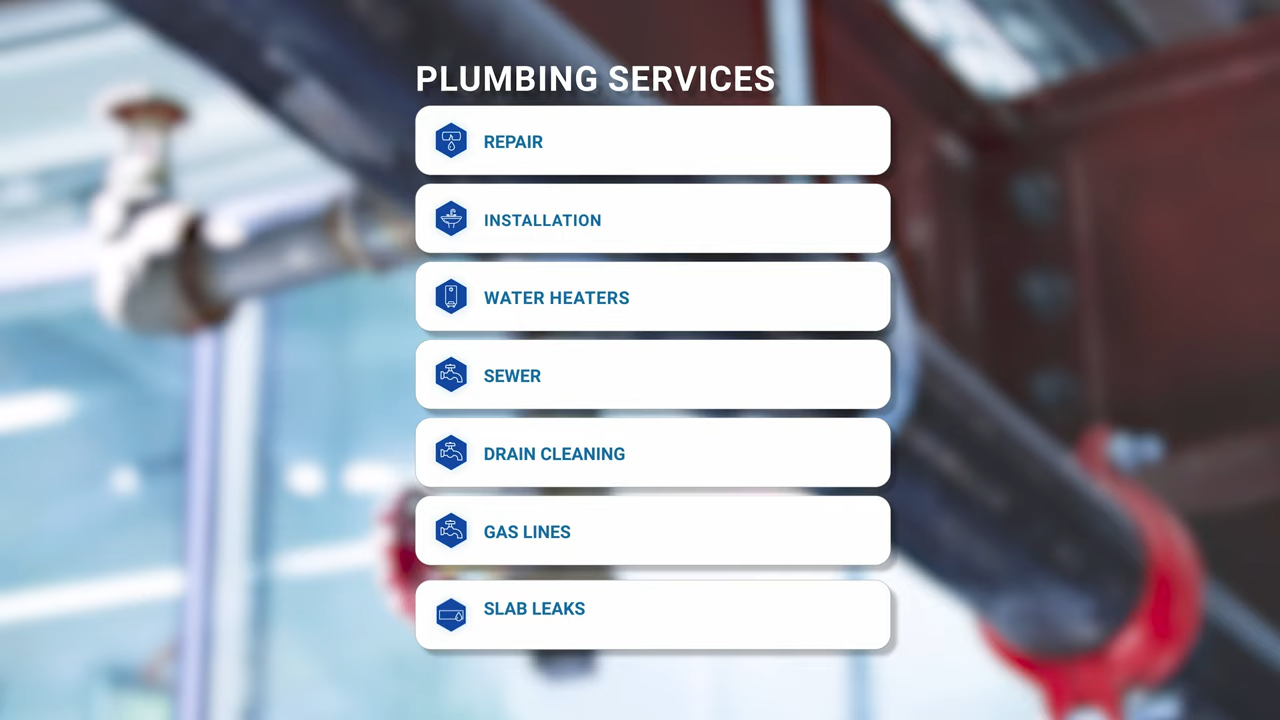 PLUMBING SERVICES
REPAIR
INSTALLATION
WATER HEATERS
SEWER
DRAIN CLEANING
GAS LINES
SLAB LEAKS